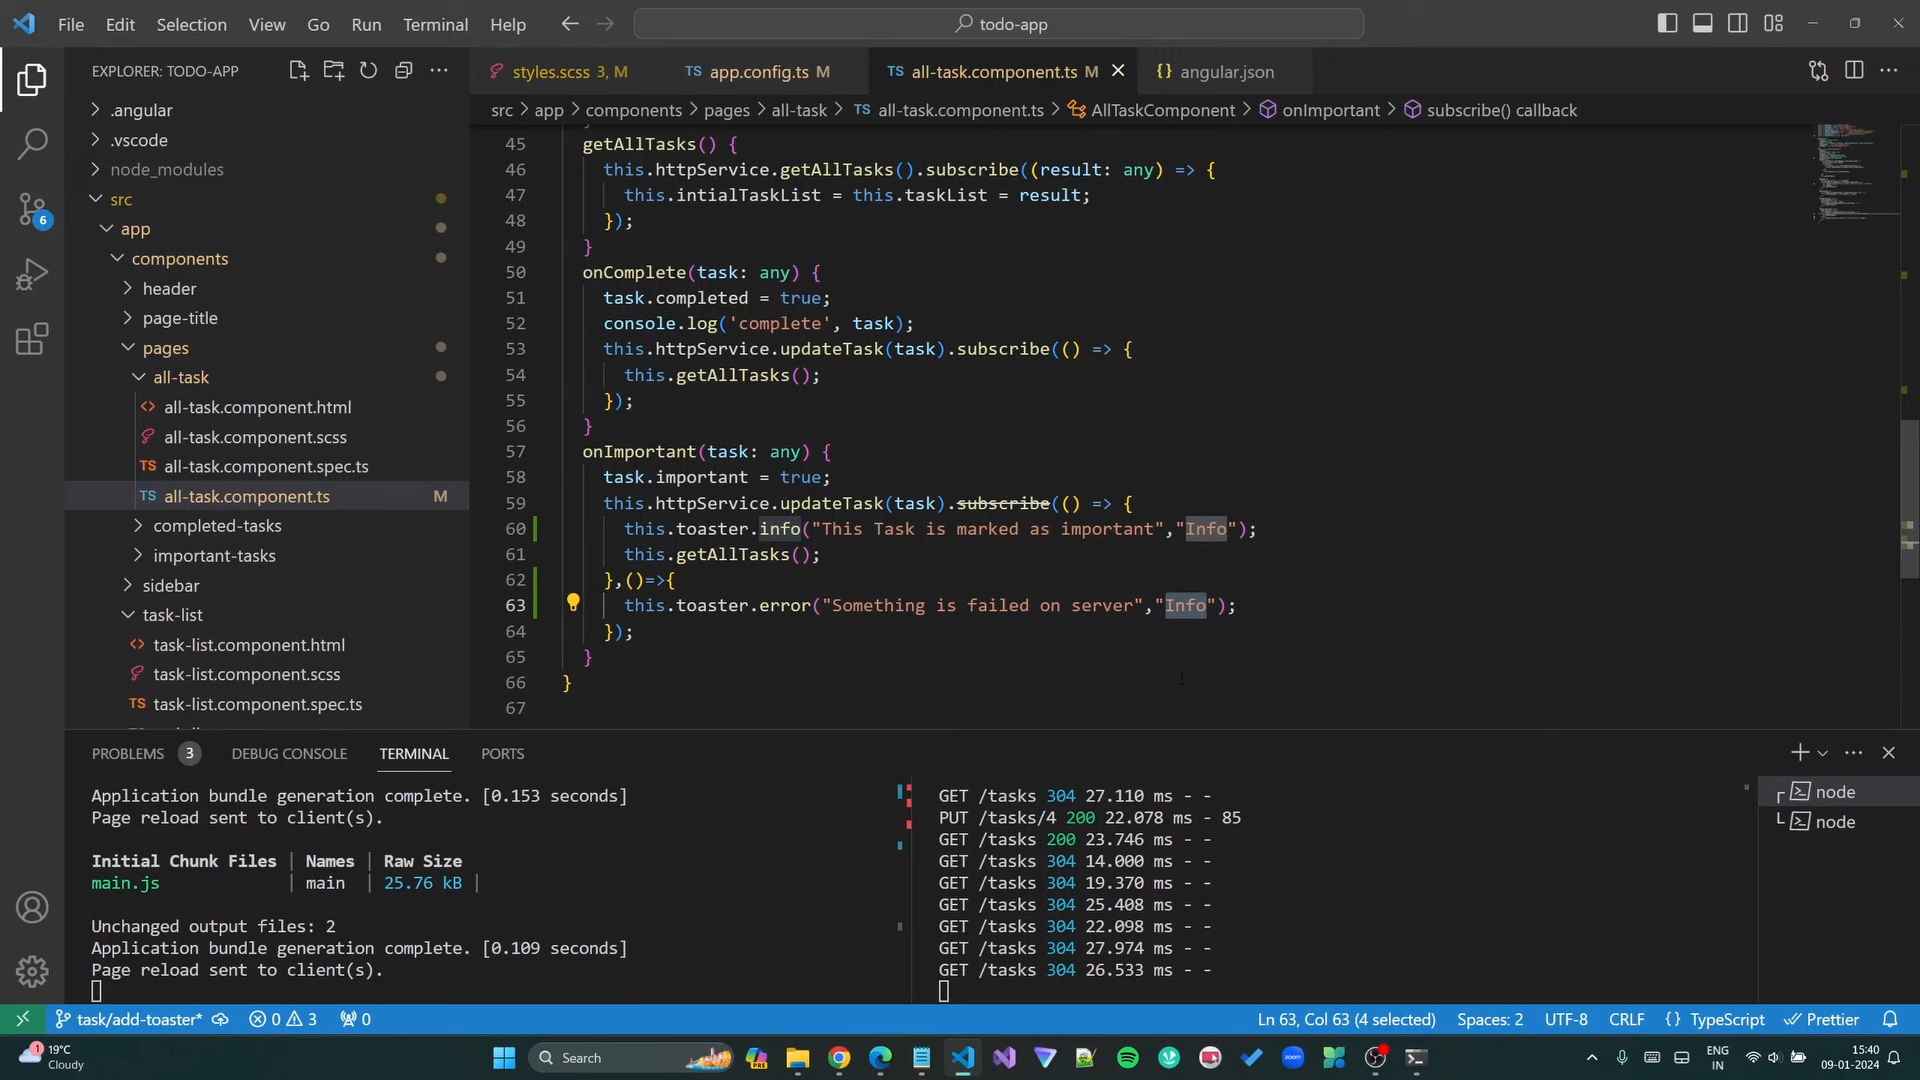 File Edit Selection View Go Run Terminal Help
todo-app
EXPLORER: TODO-APP
styles.scss 3, M
TS app.config.ts M
TS all-task.component.ts M
{} angular.json
src > app > components > pages > all-task > TS all-task.component.ts > AllTaskComponent > onImportant > subscribe() callback
.angular
.vscode
node_modules
src
app
components
header
page-title
pages
all-task
all-task.component.html
all-task.component.scss
TS all-task.component.spec.ts
TS all-task.component.ts M
completed-tasks
important-tasks
sidebar
task-list
task-list.component.html
task-list.component.scss
TS task-list.component.spec.ts
6
45 getAllTasks() {
46 this.httpService.getAllTasks().subscribe((result: any) => {
47 this.intialTaskList = this.taskList = result;
48 });
49 }
50 onComplete(task: any) {
51 task.completed = true;
52 console.log('complete', task);
53 this.httpService.updateTask(task).subscribe(() => {
54 this.getAllTasks();
55 });
56 }
57 onImportant(task: any) {
58 task.important = true;
59 this.httpService.updateTask(task).subscribe(() => {
60 this.toaster.info("This Task is marked as important","Info");
61 this.getAllTasks();
62 },()=>{
63 this.toaster.error("Something is failed on server","Info");
64 });
65 }
66 }
67
PROBLEMS 3 DEBUG CONSOLE TERMINAL PORTS
Application bundle generation complete. [0.153 seconds]
Page reload sent to client(s).
Initial Chunk Files | Names | Raw Size
main.js | main | 25.76 kB |
Unchanged output files: 2
Application bundle generation complete. [0.109 seconds]
Page reload sent to client(s).
GET /tasks 304 27.110 ms - -
PUT /tasks/4 200 22.078 ms - 85
GET /tasks 200 23.746 ms - -
GET /tasks 304 14.000 ms - -
GET /tasks 304 19.370 ms - -
GET /tasks 304 25.408 ms - -
GET /tasks 304 22.098 ms - -
GET /tasks 304 27.974 ms - -
GET /tasks 304 26.533 ms - -
node
node
task/add-toaster* 0 3 0
Ln 63, Col 63 (4 selected) Spaces: 2 UTF-8 CRLF {} TypeScript Prettier
1
19°C
Cloudy
Search
PRE
zoom
ENG
IN
15:40
09-01-2024